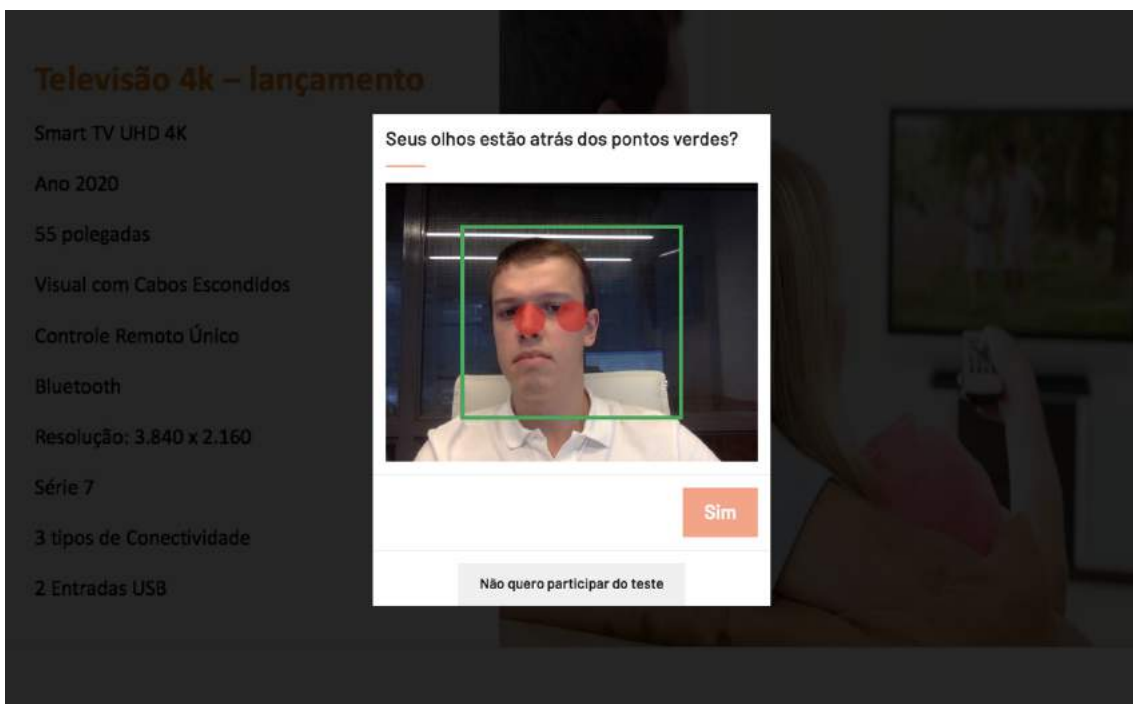 Televisão 4k – lançamento
Smart TV UHD 4K
Ano 2020
55 polegadas
Visual com Cabos Escondidos
Controle Remoto Único
Bluetooth
Resolução: 3.840 x 2.160
Série 7
3 tipos de Conectividade
2 Entradas USB
Seus olhos estão atrás dos pontos verdes?
Sim
Não quero participar do teste